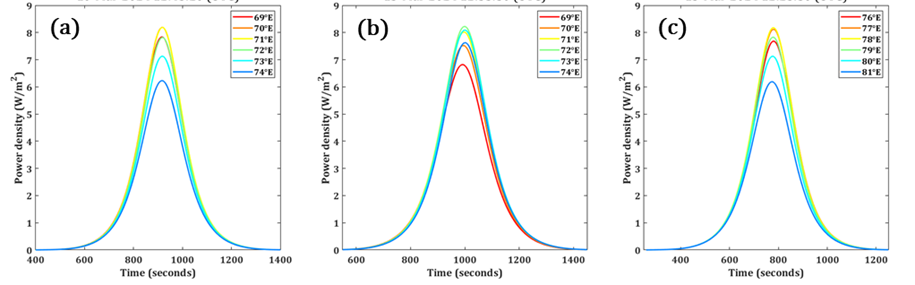 (a)
69°E
70°E
71°E
72°E
73°E
74°E
Power density (W/m²)
9
8
7
6
5
4
3
2
1
0
400 600 800 1000 1200 1400
Time (seconds)
(b)
69°E
70°E
71°E
72°E
73°E
74°E
Power density (W/m²)
9
8
7
6
5
4
3
2
1
0
600 800 1000 1200 1400
Time (seconds)
(c)
76°E
77°E
78°E
79°E
80°E
81°E
Power density (W/m²)
9
8
7
6
5
4
3
2
1
0
400 600 800 1000 1200
Time (seconds)